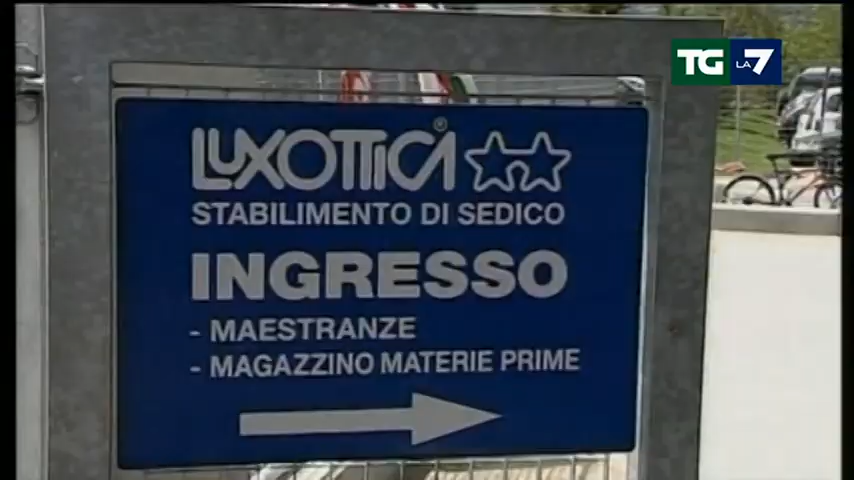 TG LA7
LUXOTTICA®
STABILIMENTO DI SEDICO
INGRESSO
- MAESTRANZE
- MAGAZZINO MATERIE PRIME